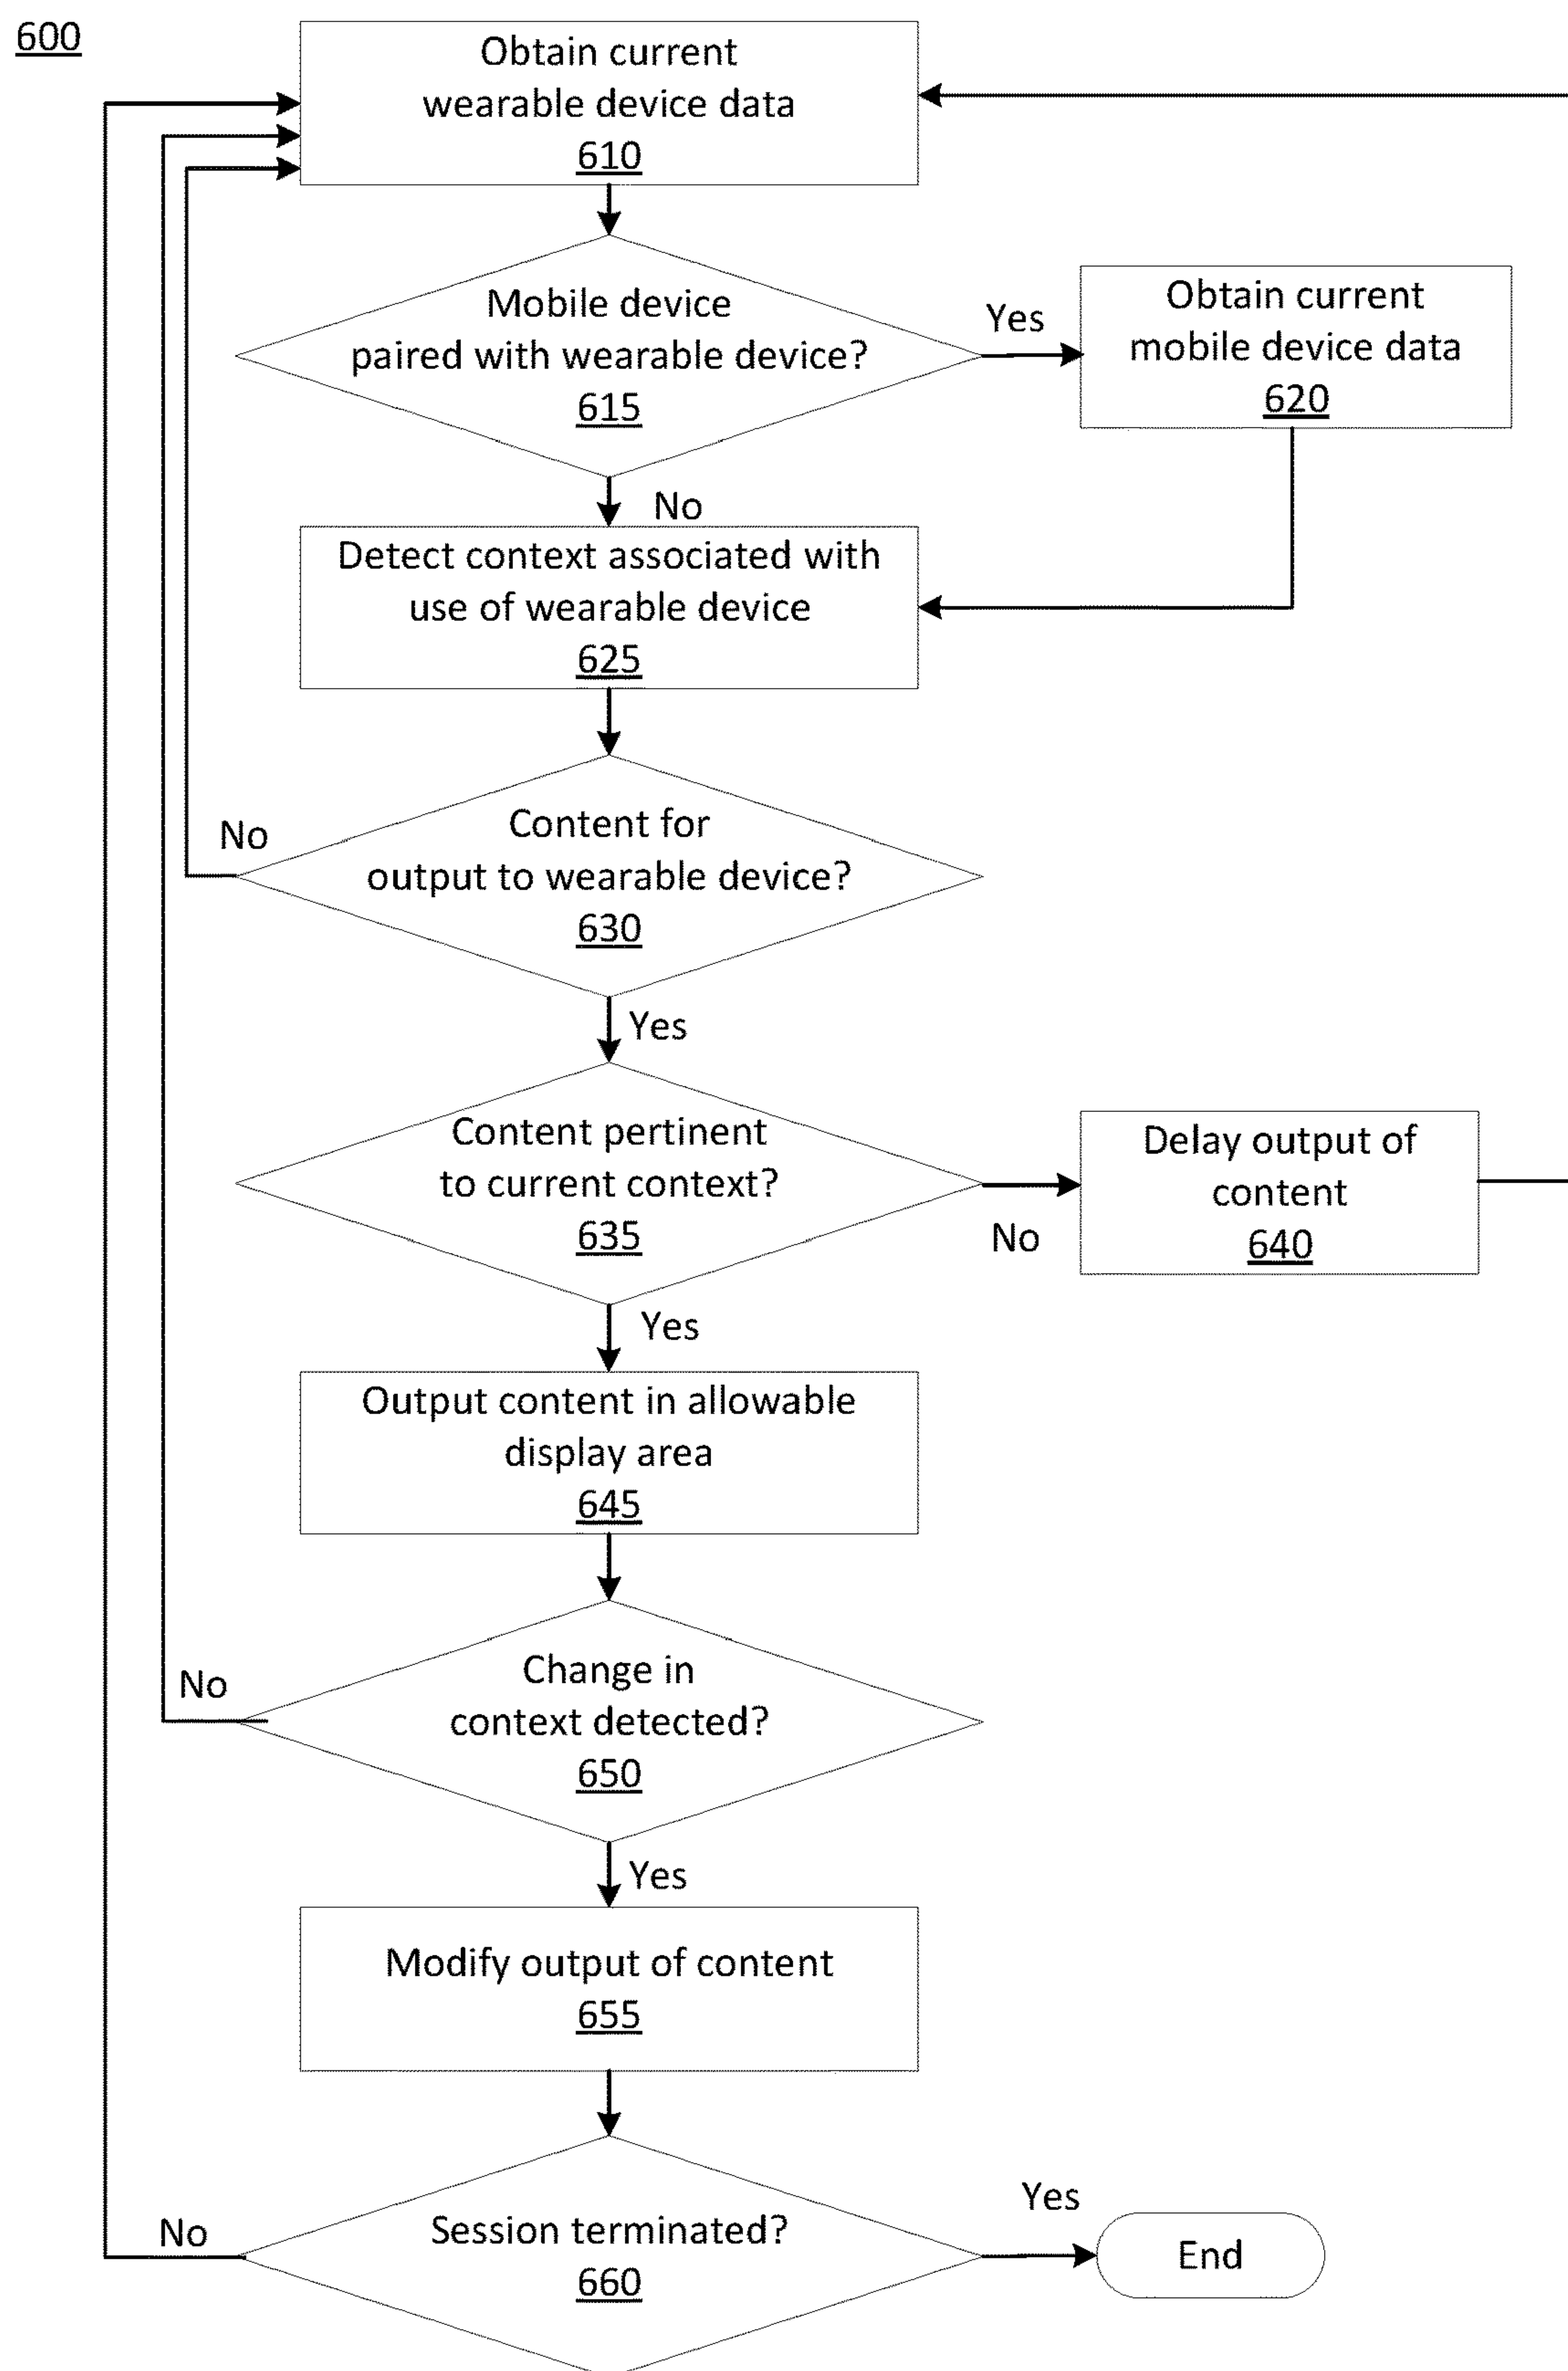 600
Obtain current
wearable device data
610
Mobile device
paired with wearable device?
615
Yes
Obtain current
mobile device data
620
No
Detect context associated with
use of wearable device
625
Content for
output to wearable device?
630
No
Yes
Content pertinent
to current context?
635
No
Delay output of
content
640
Yes
Output content in allowable
display area
645
Change in
context detected?
650
No
Yes
Modify output of content
655
Session terminated?
660
No
Yes
End